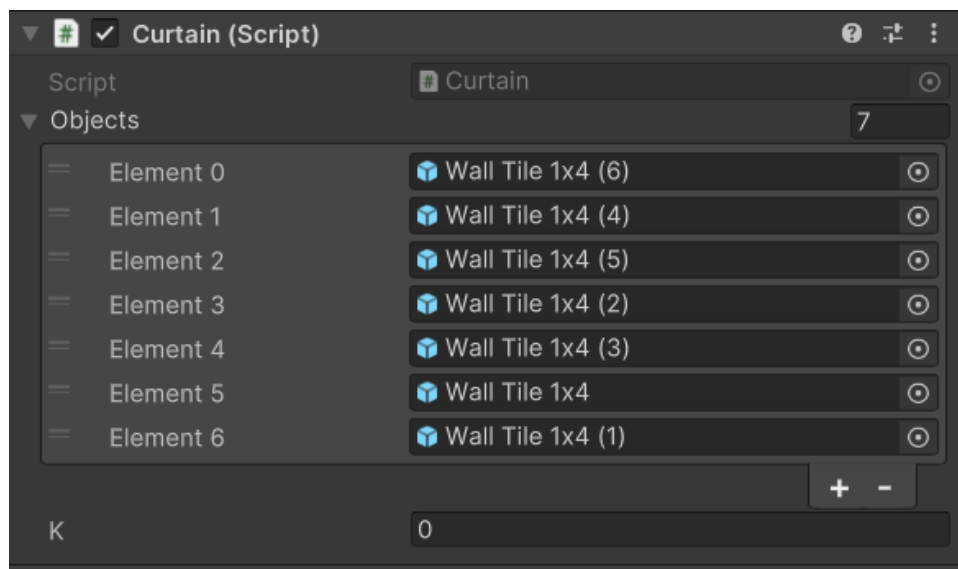 Curtain (Script)
Script Curtain
Objects 7
Element 0 Wall Tile 1x4 (6)
Element 1 Wall Tile 1x4 (4)
Element 2 Wall Tile 1x4 (5)
Element 3 Wall Tile 1x4 (2)
Element 4 Wall Tile 1x4 (3)
Element 5 Wall Tile 1x4
Element 6 Wall Tile 1x4 (1)
+ -
K 0